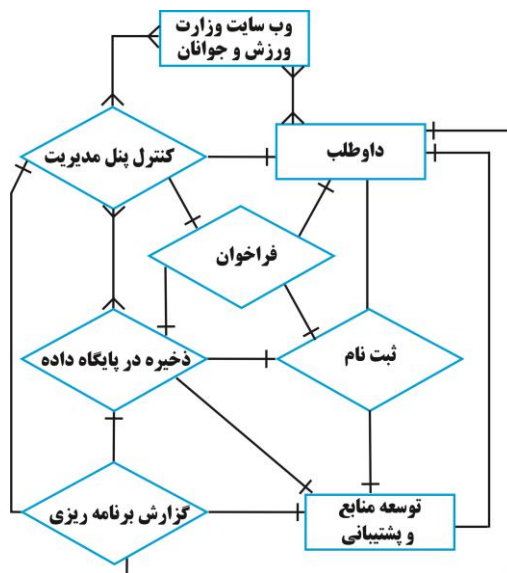 وب سایت وزارت
ورزش و جوانان
کنترل پنل مدیریت
داوطلب
فراخوان
ذخیره در پایگاه داده
ثبت نام
گزارش برنامه ریزی
توسعه منابع
و پشتیبانی